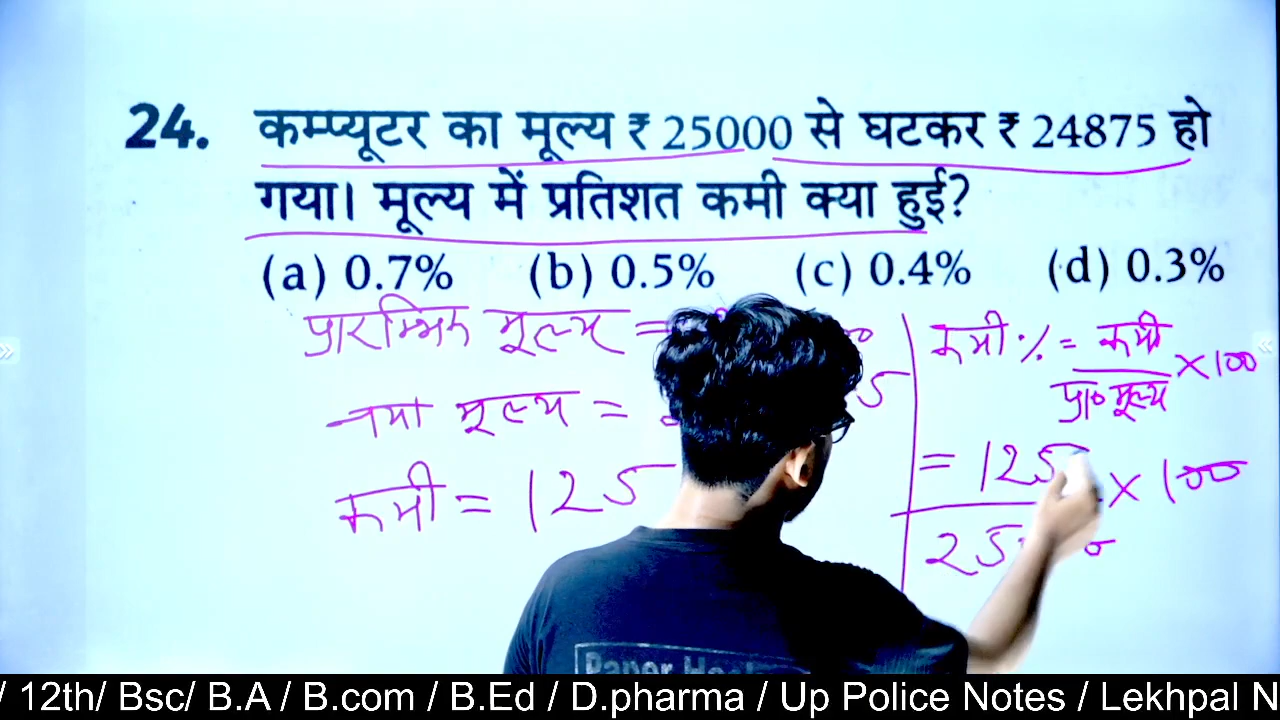 24. कम्प्यूटर का मूल्य ₹ 25000 से घटकर ₹ 24875 हो
गया। मूल्य में प्रतिशत कमी क्या हुई?
(a) 0.7% (b) 0.5% (c) 0.4% (d) 0.3%
प्रारम्भिक मूल्य =
नया मूल्य =
कमी = 125
कमी % = कमी
प्रा० मूल्य × 100
= 125
25 × 100
/ 12th/ Bsc/ B.A / B.com / B.Ed / D.pharma / Up Police Notes / Lekhpal N